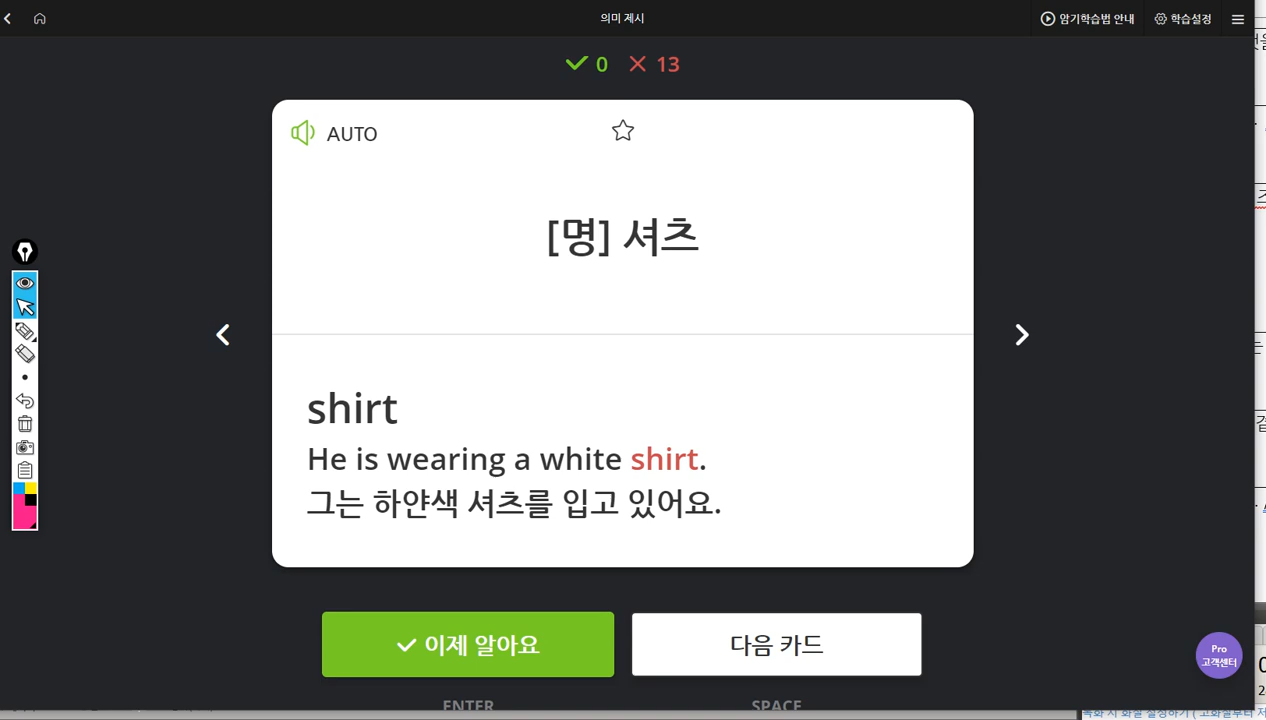 의미 제시
암기학습법 안내
학습설정
0
13
AUTO
[명] 셔츠
shirt
He is wearing a white shirt.
그는 하얀색 셔츠를 입고 있어요.
이제 알아요
다음 카드
ENTER
SPACE
Pro
고객센터